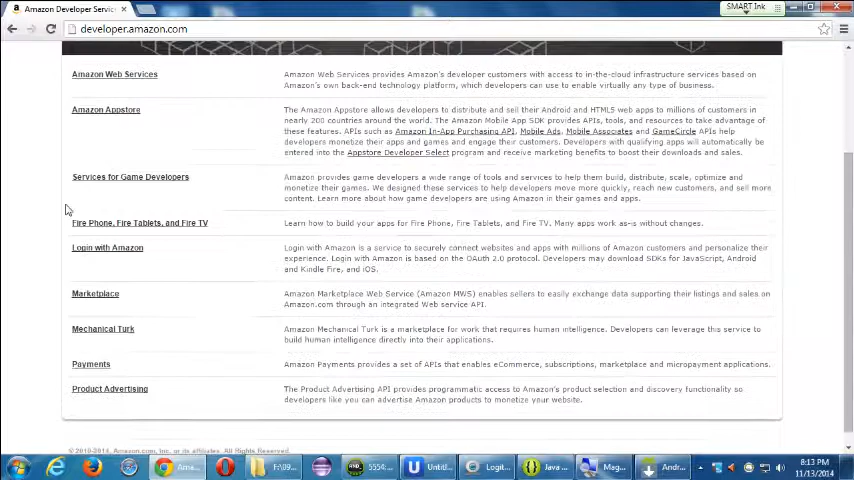 Amazon Developer Servic
SMART Ink
developer.amazon.com
Amazon Web Services
Amazon Web Services provides Amazon's developer customers with access to in-the-cloud infrastructure services based on
Amazon's own back-end technology platform, which developers can use to enable virtually any type of business.
Amazon Appstore
The Amazon Appstore allows developers to distribute and sell their Android and HTML5 web apps to millions of customers in
nearly 200 countries around the world. The Amazon Mobile App SDK provides APIs, tools, and resources to take advantage of
these features. APIs such as Amazon In-App Purchasing API, Mobile Ads, Mobile Associates and GameCircle APIs help
developers monetize their apps and games and engage their customers. Developers with qualifying apps will automatically be
entered into the Appstore Developer Select program and receive marketing benefits to boost their downloads and sales.
Services for Game Developers
Amazon provides game developers a wide range of tools and services to help them build, distribute, scale, optimize and
monetize their games. We designed these services to help developers move more quickly, reach new customers, and sell more
content. Learn more about how game developers are using Amazon in their games and apps.
Fire Phone, Fire Tablets, and Fire TV
Learn how to build your apps for Fire Phone, Fire Tablets, and Fire TV. Many apps work as-is without changes.
Login with Amazon
Login with Amazon is a service to securely connect websites and apps with millions of Amazon customers and personalize their
experience. Login with Amazon is based on the OAuth 2.0 protocol. Developers may download SDKs for JavaScript, Android
and Kindle Fire, and iOS.
Marketplace
Amazon Marketplace Web Service (Amazon MWS) enables sellers to easily exchange data supporting their listings and sales on
Amazon.com through an integrated Web service API.
Mechanical Turk
Amazon Mechanical Turk is a marketplace for work that requires human intelligence. Developers can leverage this service to
build human intelligence directly into their applications.
Payments
Amazon Payments provides a set of APIs that enables eCommerce, subscriptions, marketplace and micropayment applications.
Product Advertising
The Product Advertising API provides programmatic access to Amazon's product selection and discovery functionality so
developers like you can advertise Amazon products to monetize your website.
© 2010-2014, Amazon.com, Inc. or its affiliates. All Rights Reserved.
Ama... F:\09... 5554:... Untitl... Logit... Java ... Mag... Andr...
8:13 PM
11/13/2014